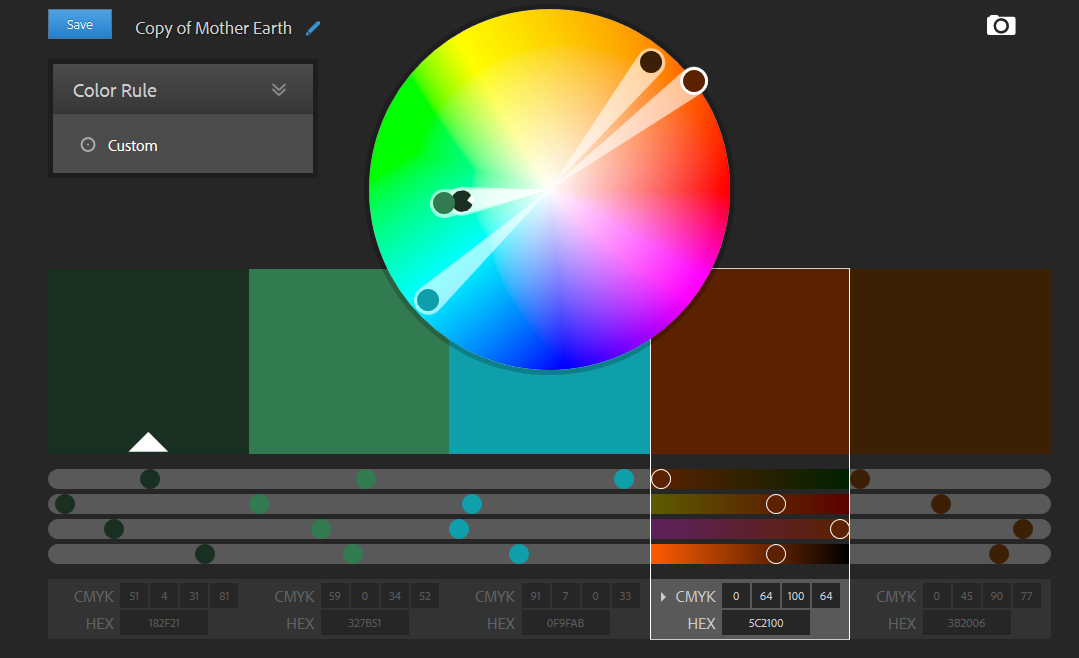 Save
Copy of Mother Earth
Color Rule
Custom
CMYK 51 4 31 81 CMYK 59 0 34 52 CMYK 91 7 0 33 CMYK 0 64 100 64 CMYK 0 45 90 77
HEX 182F21 HEX 327B51 HEX 0F9FAB HEX 5C2100 HEX 3B2006